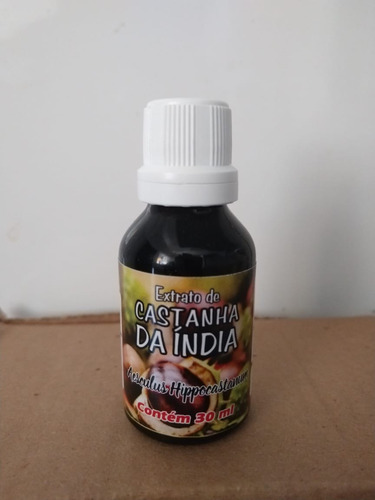 Extrato de
CASTANHA
DA ÍNDIA
Aesculus Hippocastanum
Contém 30 ml